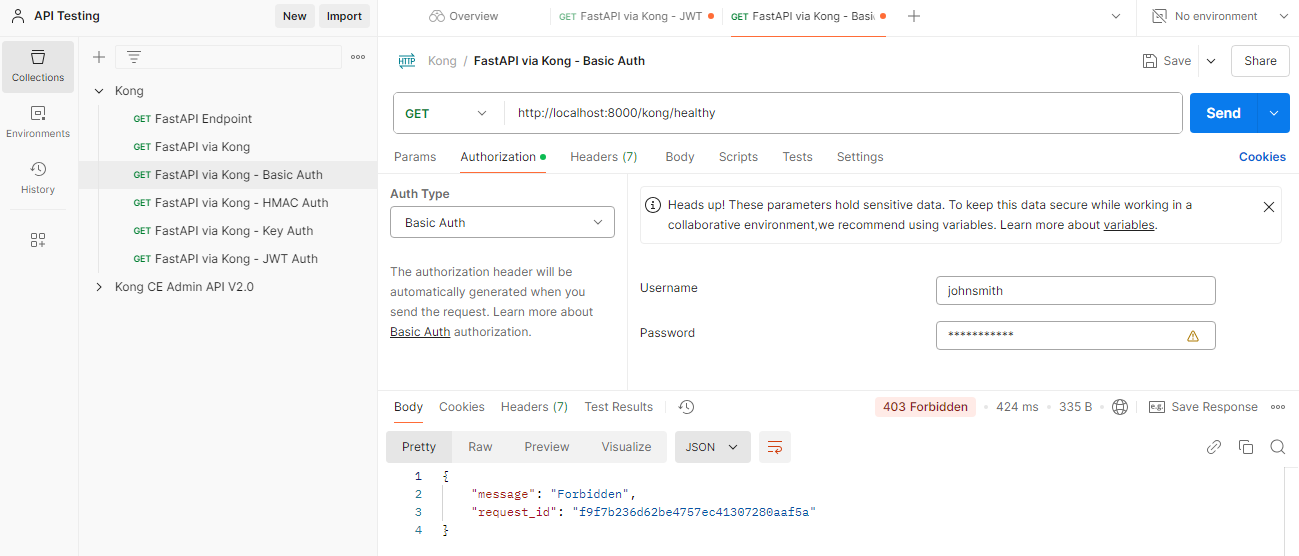 API Testing
New
Import
Overview
GET FastAPI via Kong - JWT
GET FastAPI via Kong - Basi
No environment
Collections
Environments
History
Kong
GET FastAPI Endpoint
GET FastAPI via Kong
GET FastAPI via Kong - Basic Auth
GET FastAPI via Kong - HMAC Auth
GET FastAPI via Kong - Key Auth
GET FastAPI via Kong - JWT Auth
Kong CE Admin API V2.0
HTTP
Kong / FastAPI via Kong - Basic Auth
Save
Share
GET
http://localhost:8000/kong/healthy
Send
Params
Authorization
Headers (7)
Body
Scripts
Tests
Settings
Cookies
Auth Type
Basic Auth
The authorization header will be
automatically generated when you
send the request. Learn more about
Basic Auth authorization.
Heads up! These parameters hold sensitive data. To keep this data secure while working in a
collaborative environment,we recommend using variables. Learn more about variables.
Username
johnsmith
Password
***********
Body
Cookies
Headers (7)
Test Results
403 Forbidden
424 ms
335 B
e.g.
Save Response
Pretty
Raw
Preview
Visualize
JSON
1 {
2 "message": "Forbidden",
3 "request_id": "f9f7b236d62be4757ec41307280aaf5a"
4 }